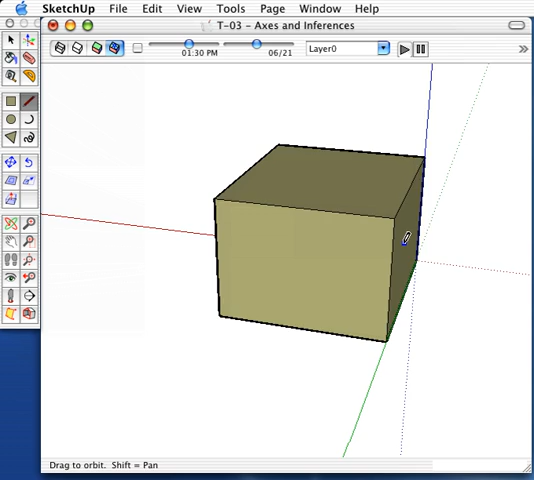 SketchUp File Edit View Tools Page Window Help
T-03 - Axes and Inferences
01:30 PM 06/21 Layer0
Drag to orbit. Shift = Pan